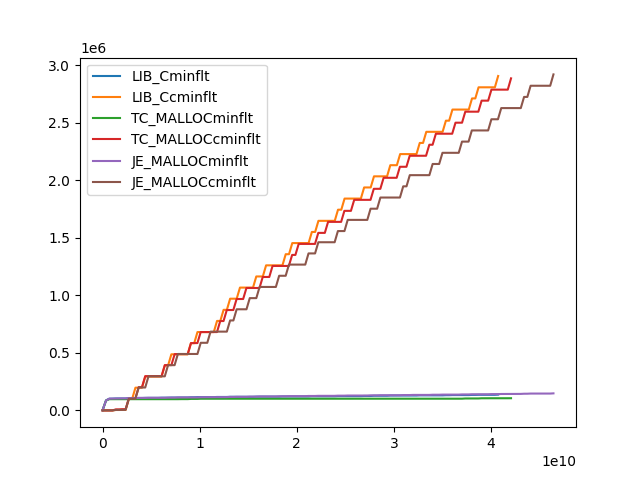 1e6
3.0
2.5
2.0
1.5
1.0
0.5
0.0
LIB_Cminflt
LIB_Ccminflt
TC_MALLOCminflt
TC_MALLOCcminflt
JE_MALLOCminflt
JE_MALLOCcminflt
0 1 2 3 4
1e10